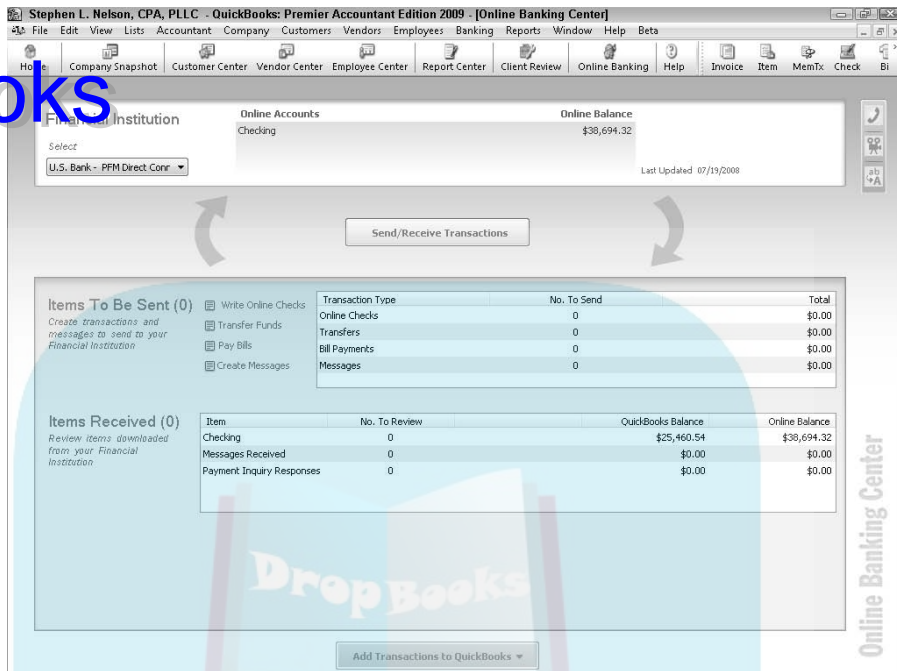 Stephen L. Nelson, CPA, PLLC - QuickBooks: Premier Accountant Edition 2009 - [Online Banking Center]
File Edit View Lists Accountant Company Customers Vendors Employees Banking Reports Window Help Beta
Home Company Snapshot Customer Center Vendor Center Employee Center Report Center Client Review Online Banking Help Invoice Item MemTx Check Bi
oks
Financial Institution
Select
U.S. Bank - PFM Direct Conr
Online Accounts Online Balance
Checking $38,694.32
Last Updated 07/19/2008
Send/Receive Transactions
Items To Be Sent (0)
Create transactions and
messages to send to your
Financial Institution
Write Online Checks
Transfer Funds
Pay Bills
Create Messages
Transaction Type No. To Send Total
Online Checks 0 $0.00
Transfers 0 $0.00
Bill Payments 0 $0.00
Messages 0 $0.00
Items Received (0)
Review items downloaded
from your Financial
Institution
Item No. To Review QuickBooks Balance Online Balance
Checking 0 $25,460.54 $38,694.32
Messages Received 0 $0.00 $0.00
Payment Inquiry Responses 0 $0.00 $0.00
DropBooks
Add Transactions to QuickBooks
Online Banking Center
ab
A